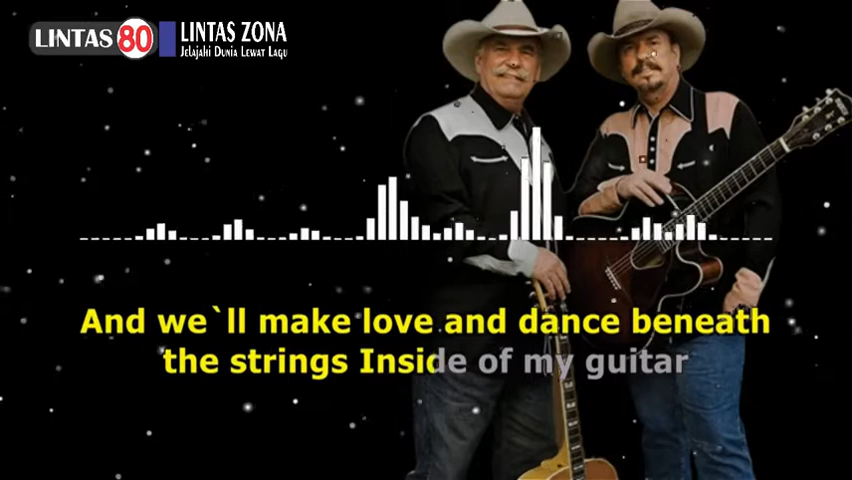 LINTAS 80
LINTAS ZONA
Jelajahi Dunia Lewat Lagu
And we`ll make love and dance beneath
the strings Inside of my guitar